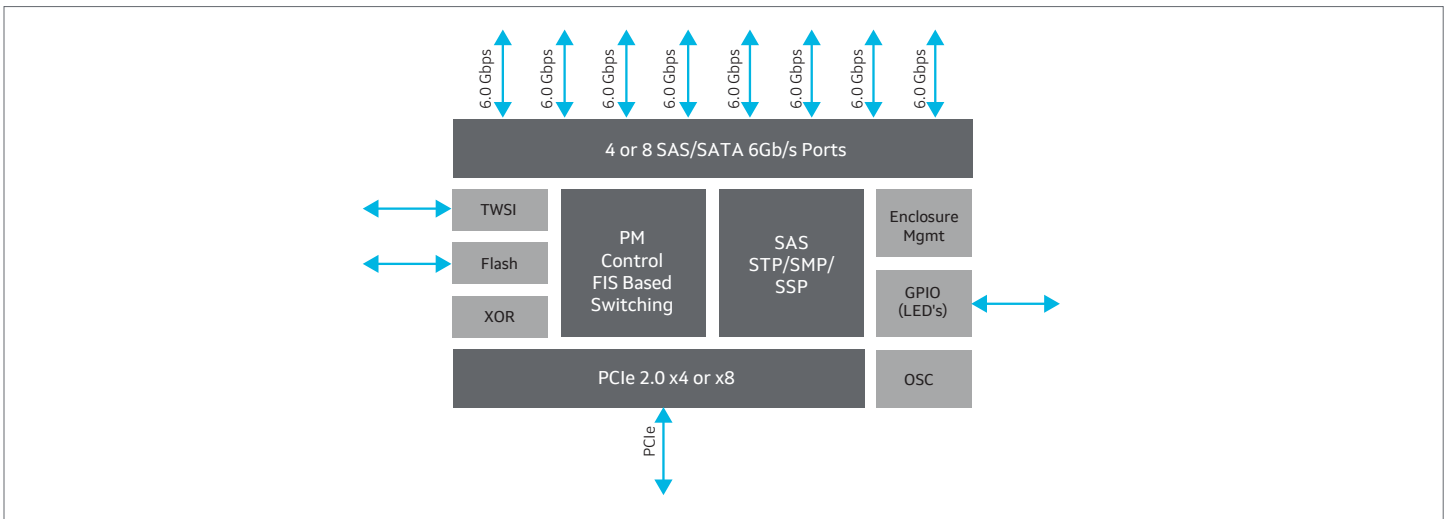 6.0 Gbps
6.0 Gbps
6.0 Gbps
6.0 Gbps
6.0 Gbps
6.0 Gbps
6.0 Gbps
6.0 Gbps
4 or 8 SAS/SATA 6Gb/s Ports
TWSI
Flash
XOR
PM
Control
FIS Based
Switching
SAS
STP/SMP/
SSP
Enclosure
Mgmt
GPIO
(LED's)
PCIe 2.0 x4 or x8
OSC
PCIe